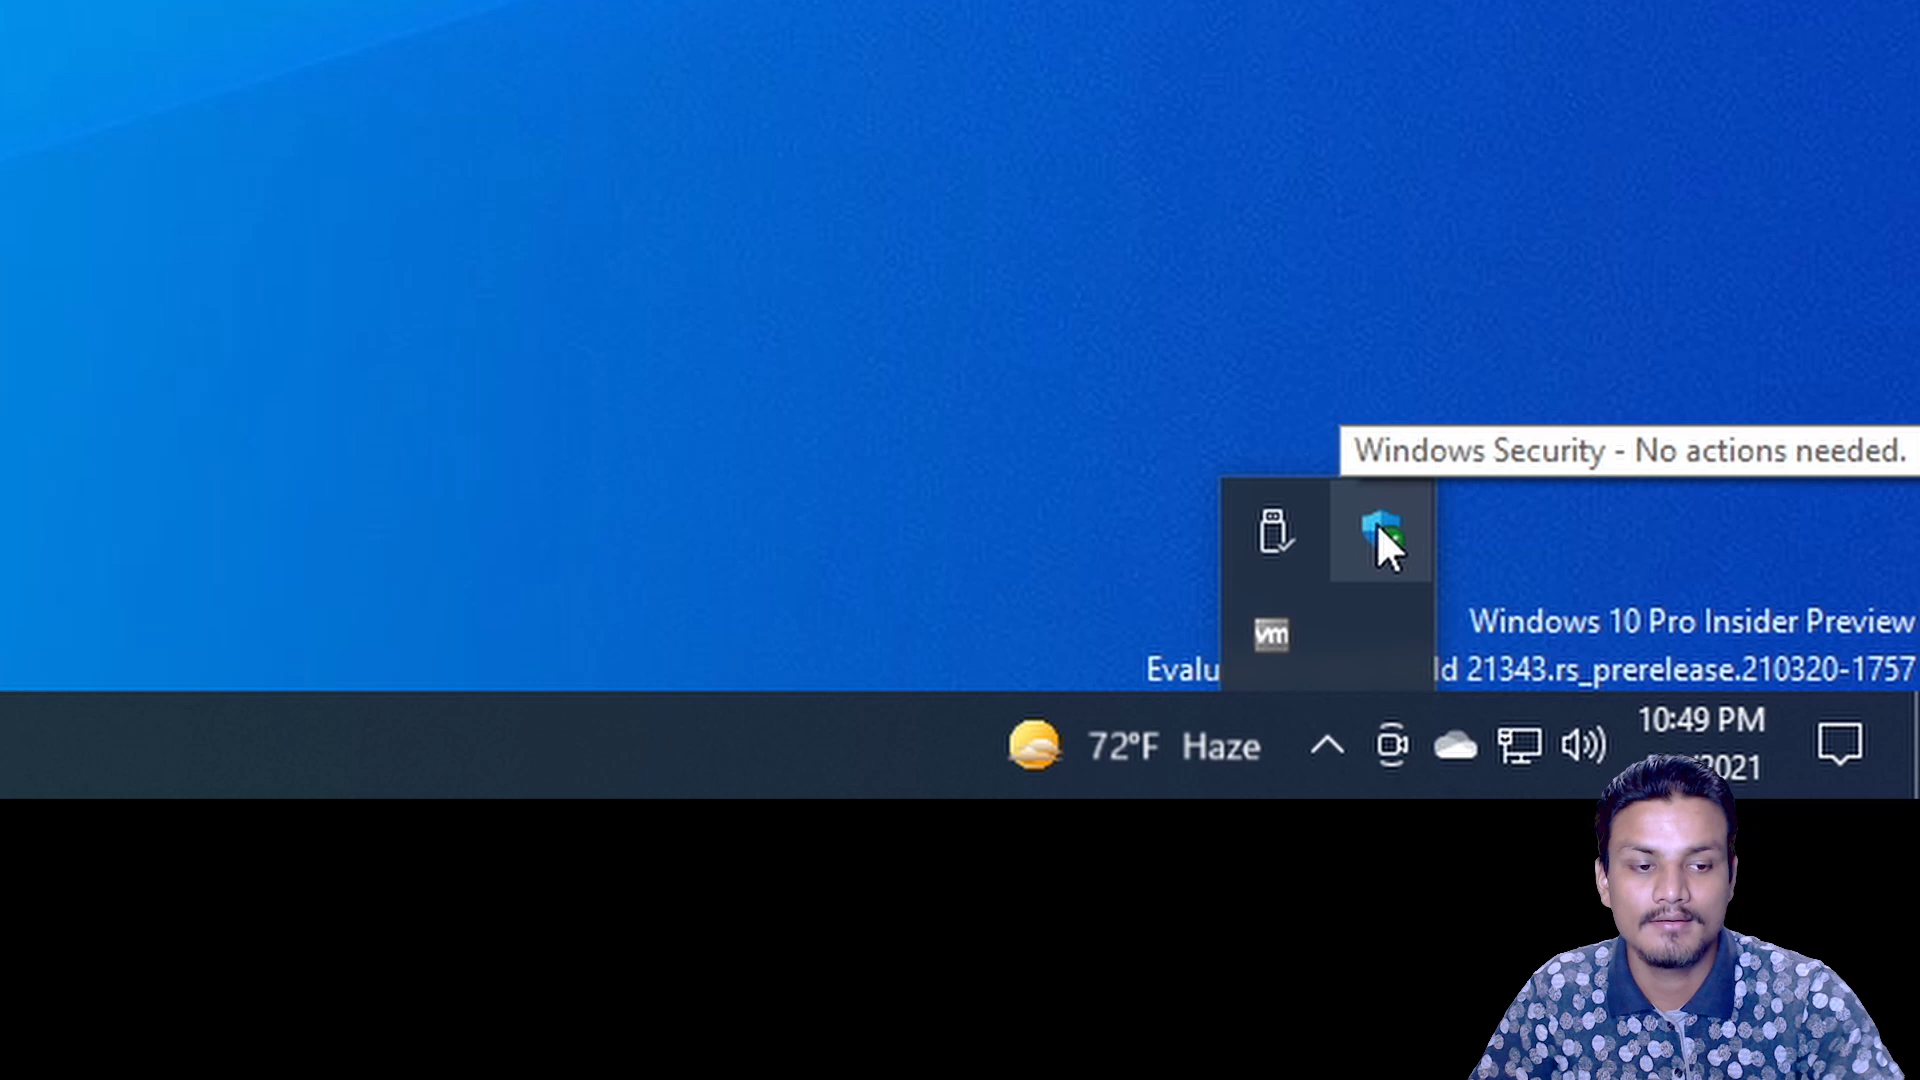 Windows Security - No actions needed.
vm
Windows 10 Pro Insider Preview
Evalu ld 21343.rs_prerelease.210320-1757
72°F Haze
10:49 PM
2021